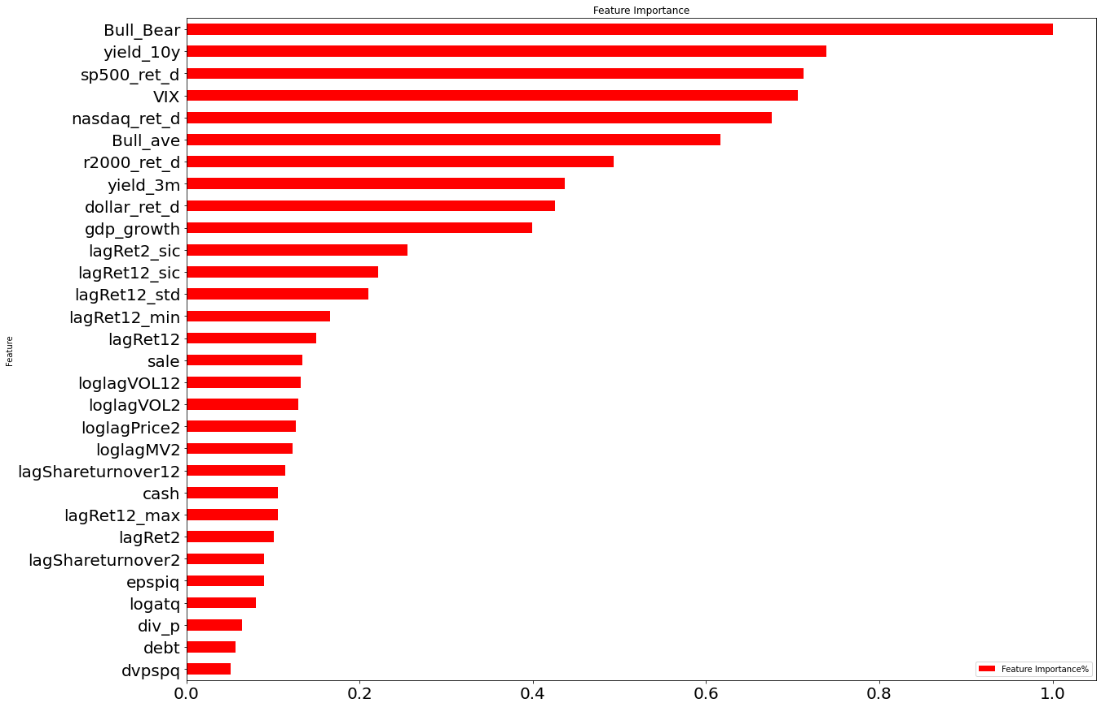 Feature Importance
Bull_Bear
yield_10y
sp500_ret_d
VIX
nasdaq_ret_d
Bull_ave
r2000_ret_d
yield_3m
dollar_ret_d
gdp_growth
lagRet2_sic
lagRet12_sic
lagRet12_std
lagRet12_min
lagRet12
sale
loglagVOL12
loglagVOL2
loglagPrice2
loglagMV2
lagShareturnover12
cash
lagRet12_max
lagRet2
lagShareturnover2
epspiq
logatq
div_p
debt
dvpspq
Feature
Feature Importance%
0.0 0.2 0.4 0.6 0.8 1.0